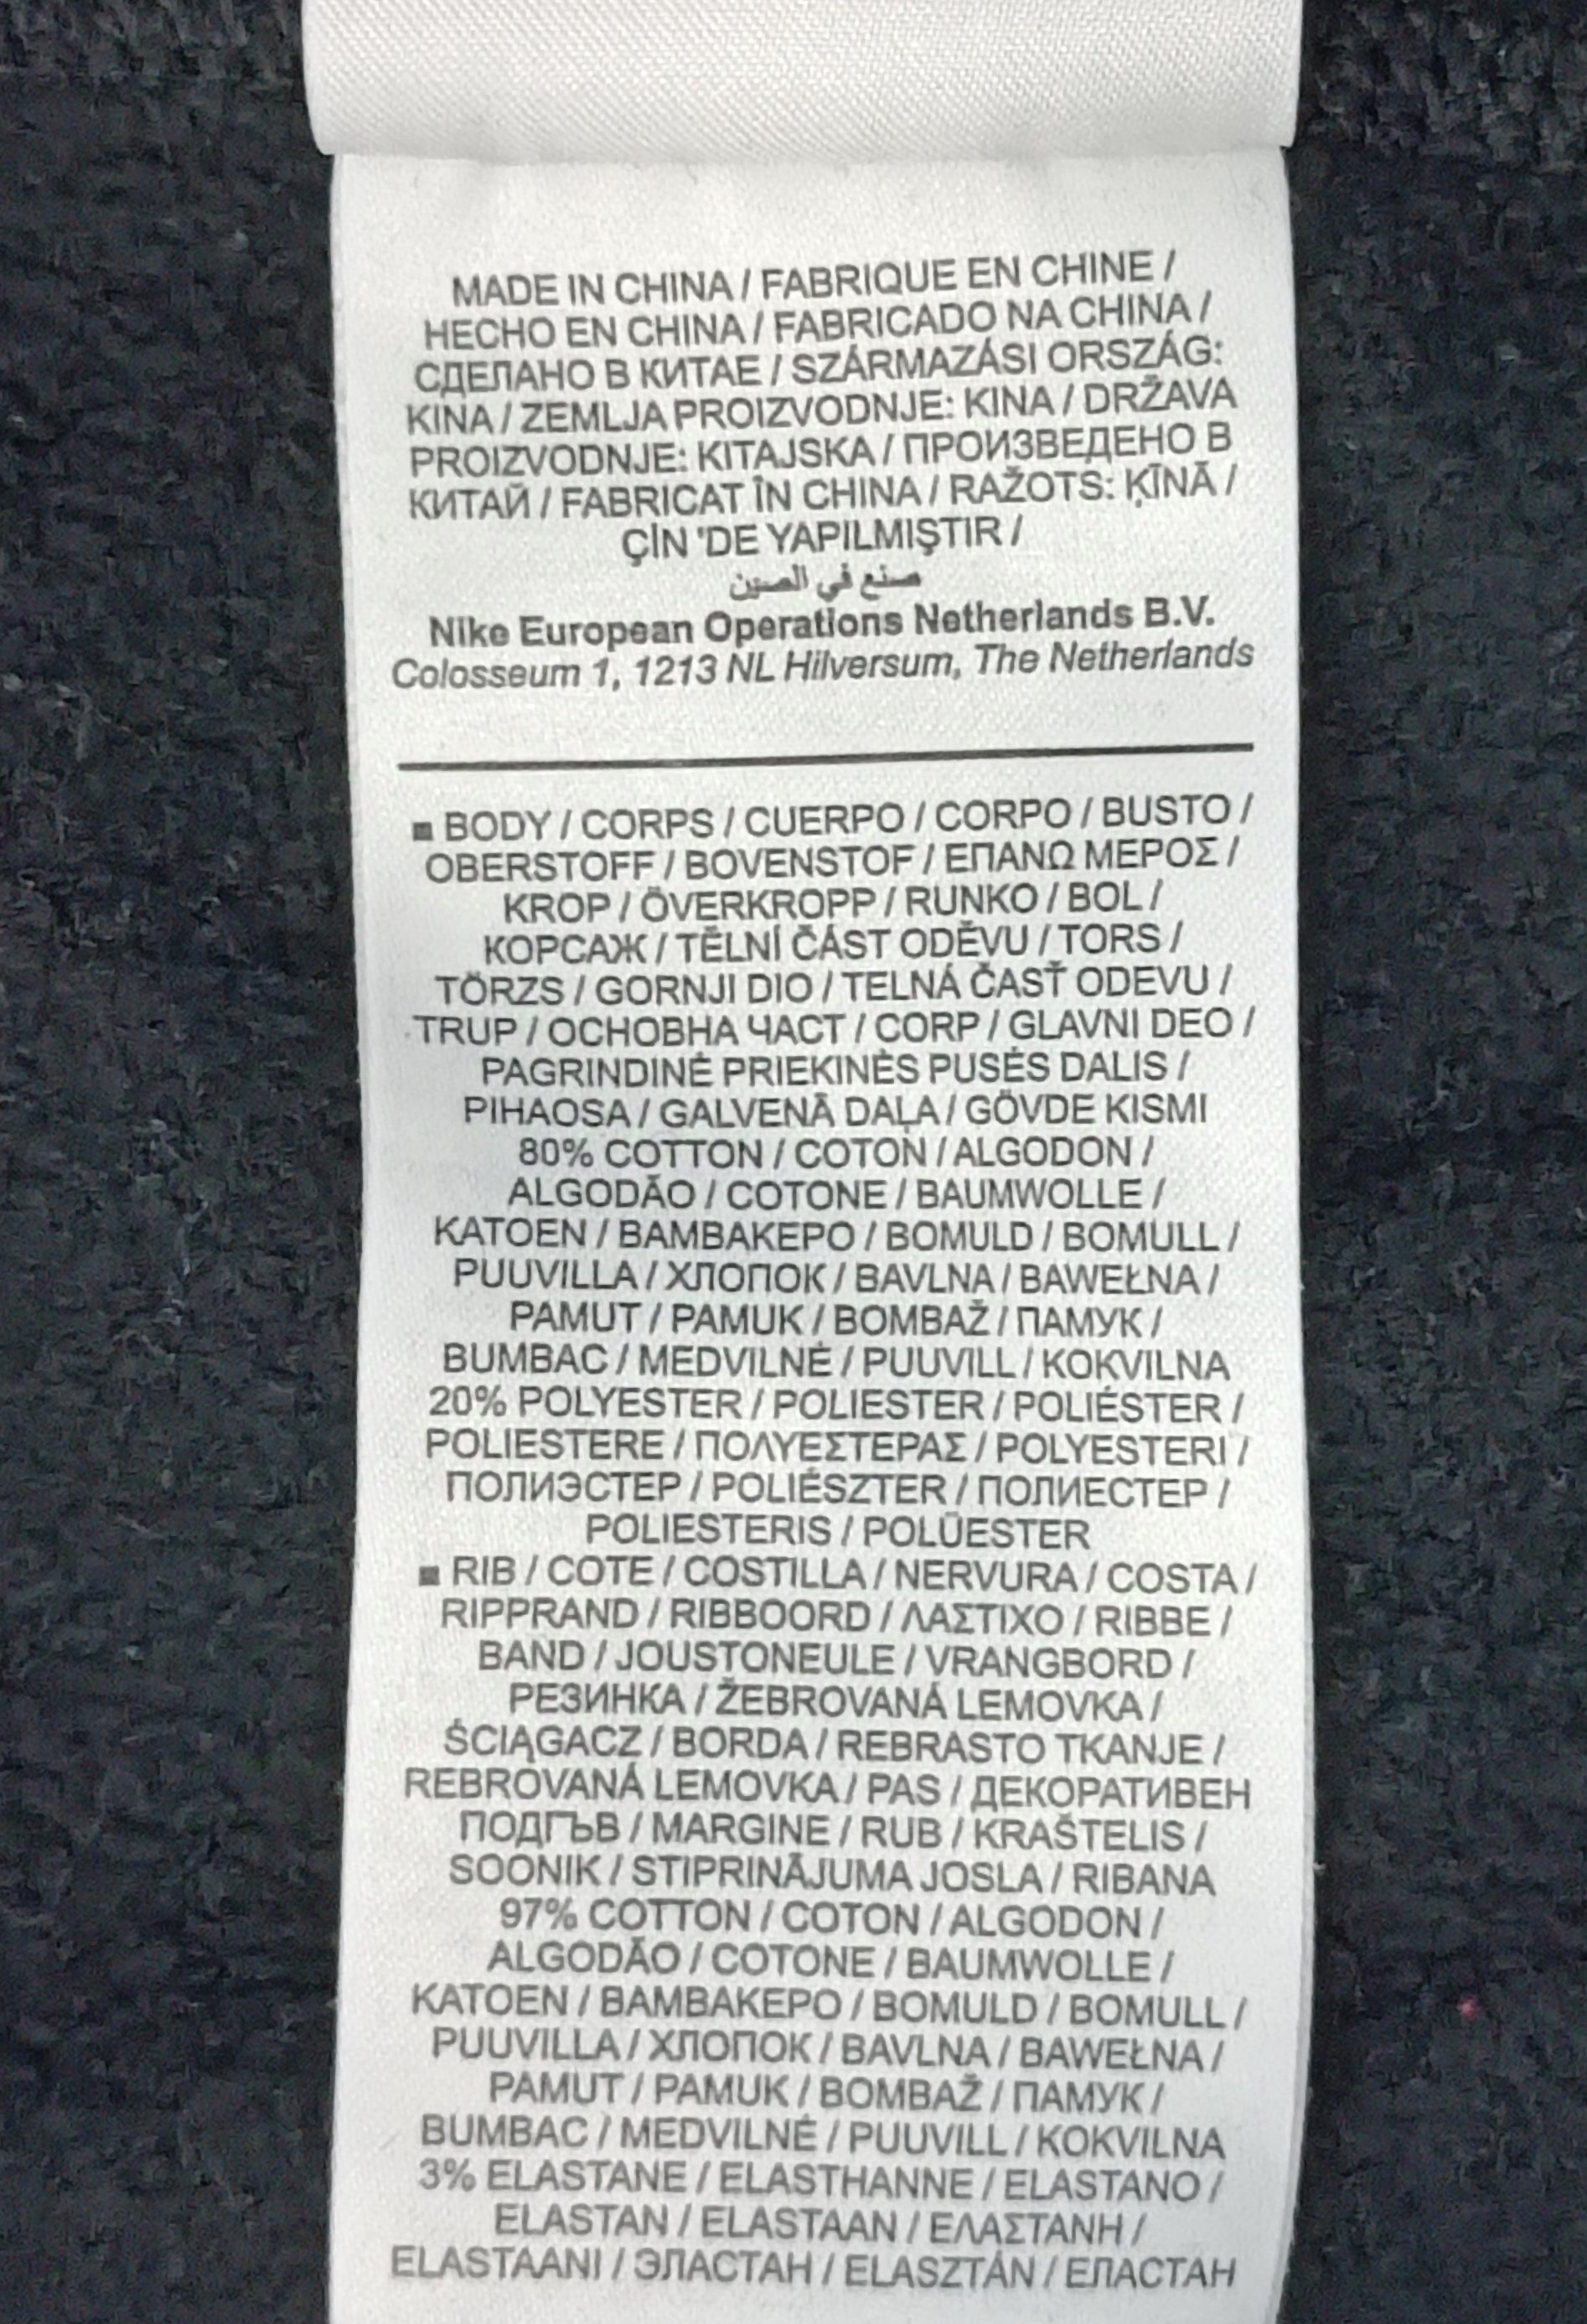 MADE IN CHINA / FABRIQUE EN CHINE /
HECHO EN CHINA / FABRICADO NA CHINA /
СДЕЛАНО В КИТАЕ / SZÁRMAZÁSI ORSZÁG:
KINA / ZEMLJA PROIZVODNJE: KINA / DRŽAVA
PROIZVODNJE: KITAJSKA / ПРОИЗВЕДЕНО В
КИТАЙ / FABRICAT ÎN CHINA / RAŽOTS: ĶĪNĀ /
ÇİN 'DE YAPILMIŞTIR /
صنع في الصين
Nike European Operations Netherlands B.V.
Colosseum 1, 1213 NL Hilversum, The Netherlands
■ BODY / CORPS / CUERPO / CORPO / BUSTO /
OBERSTOFF / BOVENSTOF / ΕΠΑΝΩ ΜΕΡΟΣ /
KROP / ÖVERKROPP / RUNKO / BOL /
КОРСАЖ / TĚLNÍ ČÁST ODĚVU / TORS /
TÖRZS / GORNJI DIO / TELNÁ ČASŤ ODEVU /
TRUP / ОСНОВНА ЧАСТ / CORP / GLAVNI DEO /
PAGRINDINĖ PRIEKINĖS PUSĖS DALIS /
PIHAOSA / GALVENĀ DAĻA / GÖVDE KISMI
80% COTTON / COTON / ALGODON /
ALGODÃO / COTONE / BAUMWOLLE /
KATOEN / ΒΑΜΒΑΚΕΡΟ / BOMULD / BOMULL /
PUUVILLA / ХЛОПОК / BAVLNA / BAWEŁNA /
PAMUT / PAMUK / BOMBAŽ / ПАМУК /
BUMBAC / MEDVILNĖ / PUUVILL / KOKVILNA
20% POLYESTER / POLIESTER / POLIÉSTER /
POLIESTERE / ΠΟΛΥΕΣΤΕΡΑΣ / POLYESTERI /
ПОЛИЭСТЕР / POLIÉSZTER / ПОЛИЕСТЕР /
POLIESTERIS / POLÜESTER
■ RIB / COTE / COSTILLA / NERVURA / COSTA /
RIPPRAND / RIBBOORD / ΛΑΣΤΙΧΟ / RIBBE /
BAND / JOUSTONEULE / VRANGBORD /
РЕЗИНКА / ŽEBROVANÁ LEMOVKA /
ŚCIĄGACZ / BORDA / REBRASTO TKANJE /
REBROVANÁ LEMOVKA / PAS / ДЕКОРАТИВЕН
ПОДГЪВ / MARGINE / RUB / KRAŠTELIS /
SOONIK / STIPRINĀJUMA JOSLA / RIBANA
97% COTTON / COTON / ALGODON /
ALGODÃO / COTONE / BAUMWOLLE /
KATOEN / ΒΑΜΒΑΚΕΡΟ / BOMULD / BOMULL /
PUUVILLA / ХЛОПОК / BAVLNA / BAWEŁNA /
PAMUT / PAMUK / BOMBAŽ / ПАМУК /
BUMBAC / MEDVILNĖ / PUUVILL / KOKVILNA
3% ELASTANE / ELASTHANNE / ELASTANO /
ELASTAN / ELASTAAN / ΕΛΑΣΤΑΝΗ /
ELASTAANI / ЭЛАСТАН / ELASZTÁN / ЕЛАСТАН